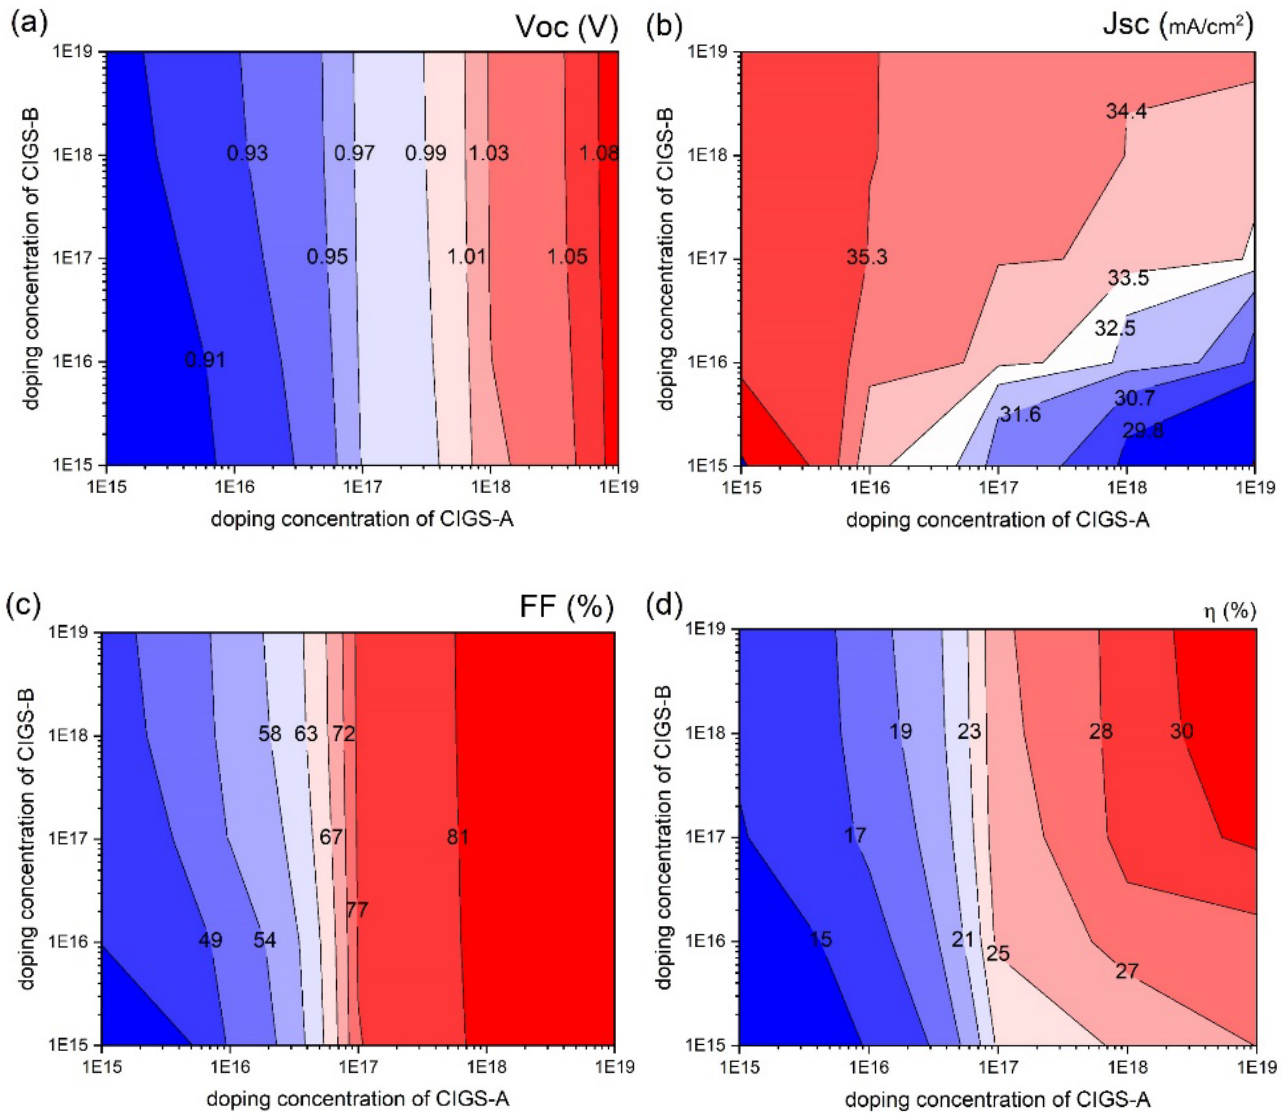 (a)
Voc (V)
1E19
1E18
1E17
1E16
1E15
doping concentration of CIGS-B
0.93
0.97
0.99
1.03
1.08
0.95
1.01
1.05
0.91
1E15
1E16
1E17
1E18
1E19
doping concentration of CIGS-A
(b)
Jsc (mA/cm²)
1E19
1E18
1E17
1E16
1E15
doping concentration of CIGS-B
34.4
35.3
33.5
32.5
31.6
30.7
29.8
1E15
1E16
1E17
1E18
1E19
doping concentration of CIGS-A
(c)
FF (%)
1E19
1E18
1E17
1E16
1E15
doping concentration of CIGS-B
58
63
72
67
81
77
49
54
1E15
1E16
1E17
1E18
1E19
doping concentration of CIGS-A
(d)
η (%)
1E19
1E18
1E17
1E16
1E15
doping concentration of CIGS-B
19
23
28
30
17
15
21
25
27
1E15
1E16
1E17
1E18
1E19
doping concentration of CIGS-A